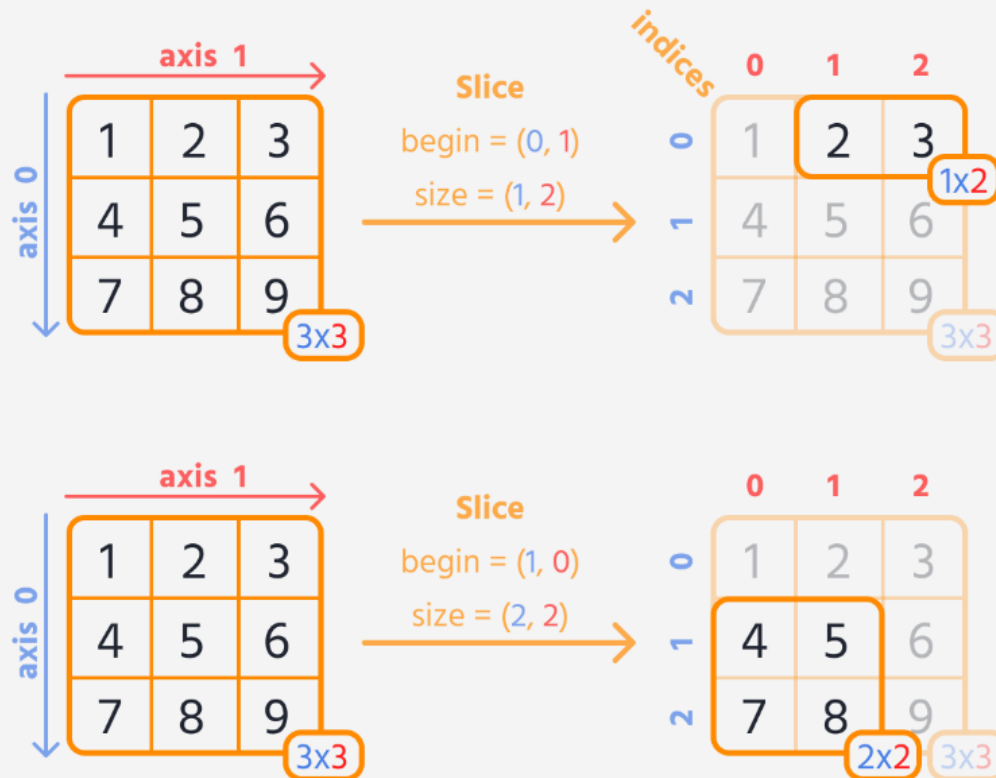 axis 1
axis 0
1 2 3
4 5 6
7 8 9
3x3
Slice
begin = (0, 1)
size = (1, 2)
indices
0 1 2
0
1
2
1 2 3
4 5 6
7 8 9
1x2
3x3
axis 1
axis 0
1 2 3
4 5 6
7 8 9
3x3
Slice
begin = (1, 0)
size = (2, 2)
0 1 2
0
1
2
1 2 3
4 5 6
7 8 9
2x2
3x3